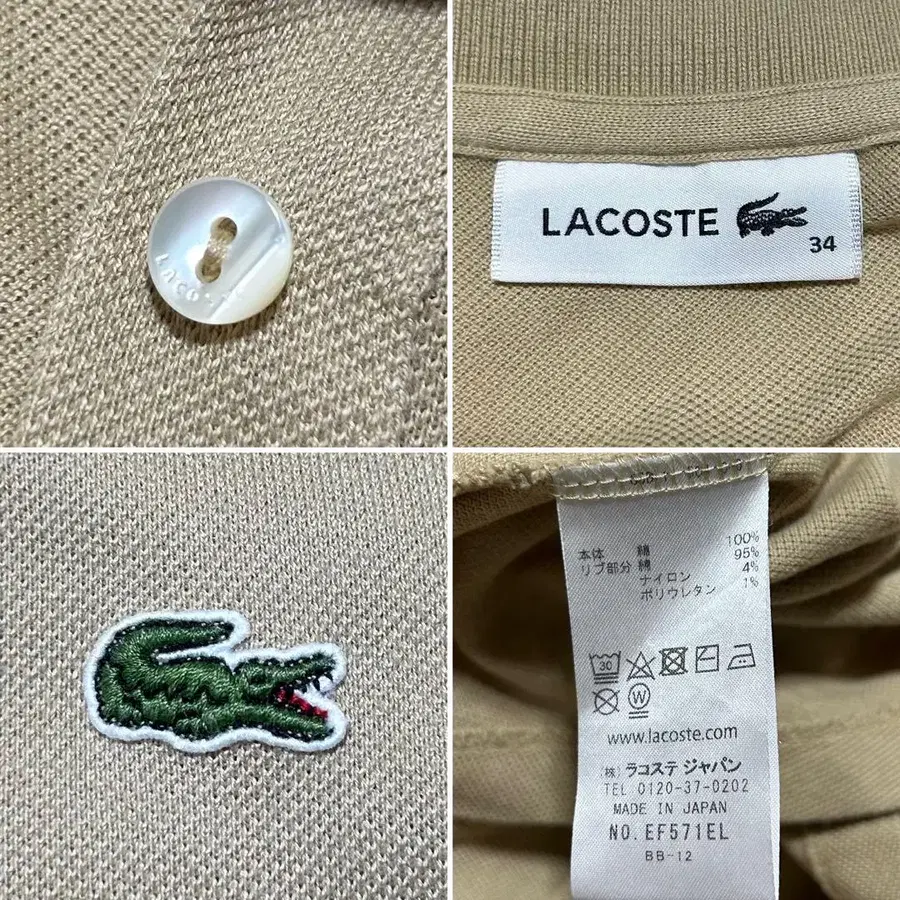 LACOSTE
LACOSTE
34
本体 綿 100%
リブ部分 綿 95%
ナイロン 4%
ポリウレタン 1%
30
W
www.lacoste.com
(株) ラコステ ジャパン
TEL 0120-37-0202
MADE IN JAPAN
NO. EF571EL
BB-12